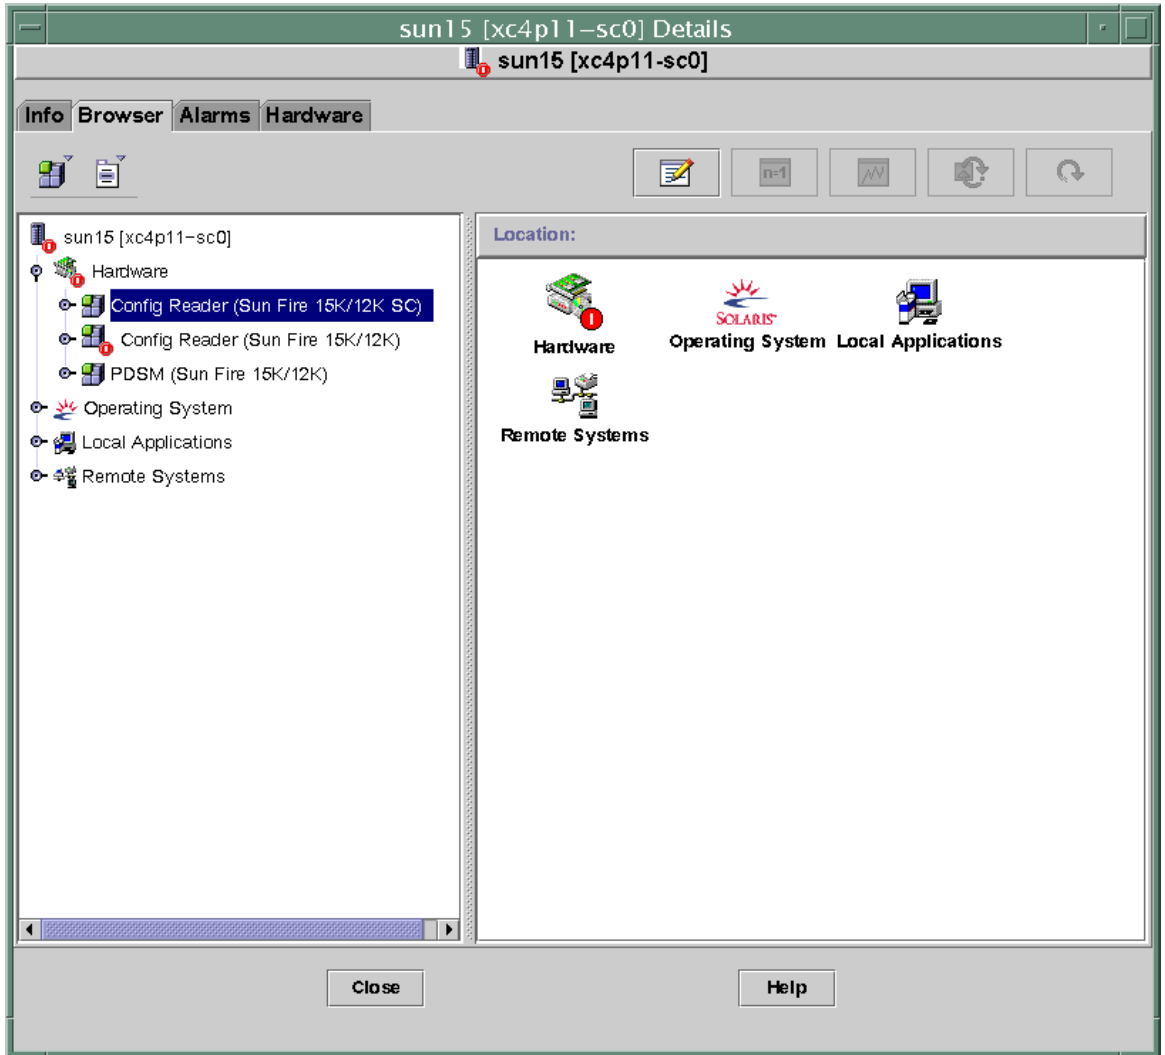 sun15 [xc4p11-sc0] Details
sun15 [xc4p11-sc0]
Info Browser Alarms Hardware
n=1
sun15 [xc4p11-sc0]
Hardware
Config Reader (Sun Fire 15K/12K SC)
Config Reader (Sun Fire 15K/12K)
PDSM (Sun Fire 15K/12K)
Operating System
Local Applications
Remote Systems
Location:
Hardware
SOLARIS
Operating System
Local Applications
Remote Systems
Close
Help